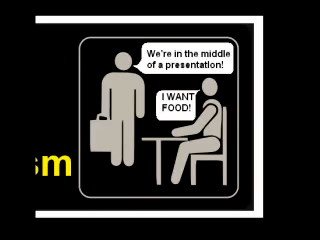 We're in the middle
of a presentation!
I WANT
FOOD!
sm